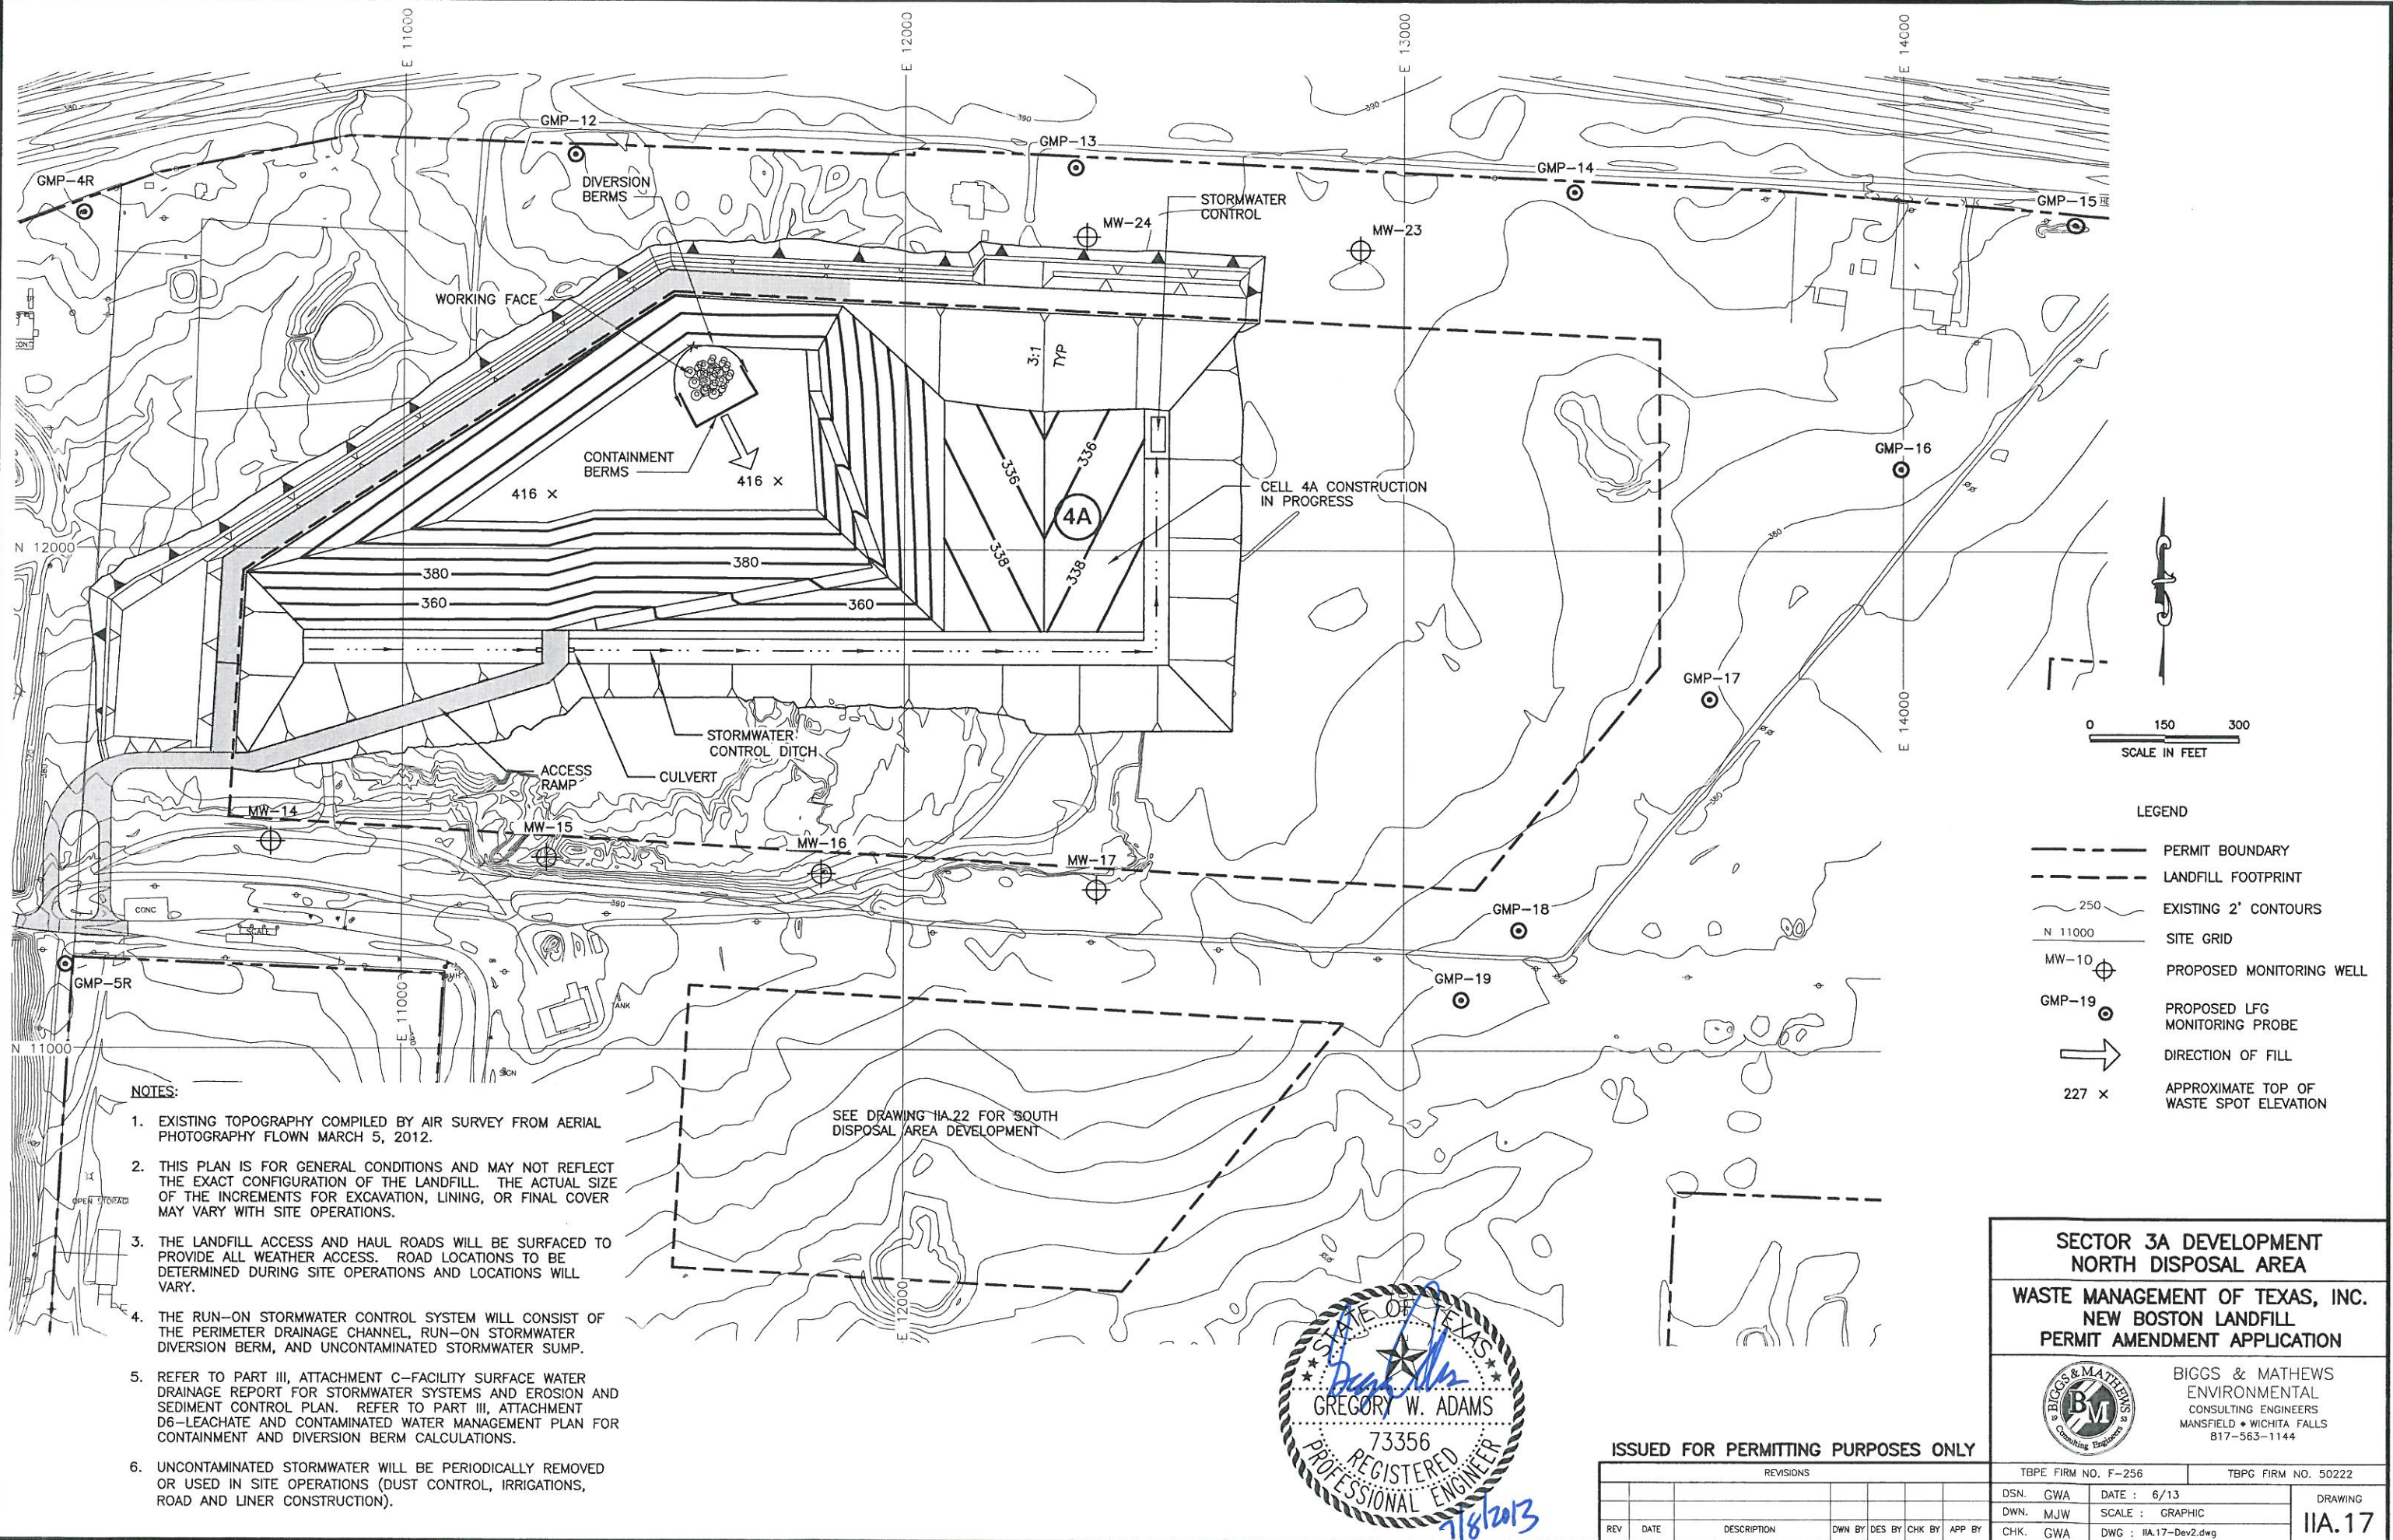 E 11000
E 12000
E 13000
E 14000
380
390
390
GMP-12
GMP-13
GMP-14
GMP-15
GMP-4R
DIVERSION
BERMS
STORMWATER
CONTROL
MW-24
MW-23
WORKING FACE
3:1
TYP
CONTAINMENT
BERMS
416 ×
416 ×
336
336
338
338
4A
CELL 4A CONSTRUCTION
IN PROGRESS
GMP-16
N 12000
380
380
380
360
360
GMP-17
E 14000
STORMWATER
CONTROL DITCH
CULVERT
ACCESS
RAMP
380
MW-14
MW-15
MW-16
MW-17
GMP-18
CONC
SCALE
390
GMP-5R
GMP-19
E 11000
N 11000
SIGN
SEE DRAWING IIA.22 FOR SOUTH
DISPOSAL AREA DEVELOPMENT
E 12000
NOTES:
1. EXISTING TOPOGRAPHY COMPILED BY AIR SURVEY FROM AERIAL
PHOTOGRAPHY FLOWN MARCH 5, 2012.
2. THIS PLAN IS FOR GENERAL CONDITIONS AND MAY NOT REFLECT
THE EXACT CONFIGURATION OF THE LANDFILL. THE ACTUAL SIZE
OF THE INCREMENTS FOR EXCAVATION, LINING, OR FINAL COVER
MAY VARY WITH SITE OPERATIONS.
3. THE LANDFILL ACCESS AND HAUL ROADS WILL BE SURFACED TO
PROVIDE ALL WEATHER ACCESS. ROAD LOCATIONS TO BE
DETERMINED DURING SITE OPERATIONS AND LOCATIONS WILL
VARY.
4. THE RUN-ON STORMWATER CONTROL SYSTEM WILL CONSIST OF
THE PERIMETER DRAINAGE CHANNEL, RUN-ON STORMWATER
DIVERSION BERM, AND UNCONTAMINATED STORMWATER SUMP.
5. REFER TO PART III, ATTACHMENT C-FACILITY SURFACE WATER
DRAINAGE REPORT FOR STORMWATER SYSTEMS AND EROSION AND
SEDIMENT CONTROL PLAN. REFER TO PART III, ATTACHMENT
D6-LEACHATE AND CONTAMINATED WATER MANAGEMENT PLAN FOR
CONTAINMENT AND DIVERSION BERM CALCULATIONS.
6. UNCONTAMINATED STORMWATER WILL BE PERIODICALLY REMOVED
OR USED IN SITE OPERATIONS (DUST CONTROL, IRRIGATIONS,
ROAD AND LINER CONSTRUCTION).
0 150 300
SCALE IN FEET
LEGEND
PERMIT BOUNDARY
LANDFILL FOOTPRINT
250 EXISTING 2' CONTOURS
N 11000 SITE GRID
MW-10 PROPOSED MONITORING WELL
GMP-19 PROPOSED LFG
MONITORING PROBE
DIRECTION OF FILL
227 × APPROXIMATE TOP OF
WASTE SPOT ELEVATION
STATE OF TEXAS
GREGORY W. ADAMS
73356
REGISTERED
PROFESSIONAL ENGINEER
7/8/2013
ISSUED FOR PERMITTING PURPOSES ONLY
REVISIONS
REV DATE DESCRIPTION DWN BY DES BY CHK BY APP BY
SECTOR 3A DEVELOPMENT
NORTH DISPOSAL AREA
WASTE MANAGEMENT OF TEXAS, INC.
NEW BOSTON LANDFILL
PERMIT AMENDMENT APPLICATION
BIGGS & MATHEWS
BM
19 53
Consulting Engineers
BIGGS & MATHEWS
ENVIRONMENTAL
CONSULTING ENGINEERS
MANSFIELD ♦ WICHITA FALLS
817-563-1144
TBPE FIRM NO. F-256 TBPG FIRM NO. 50222
DSN. GWA DATE : 6/13
DWN. MJW SCALE : GRAPHIC
CHK. GWA DWG : IIA.17-Dev2.dwg
DRAWING
IIA.17